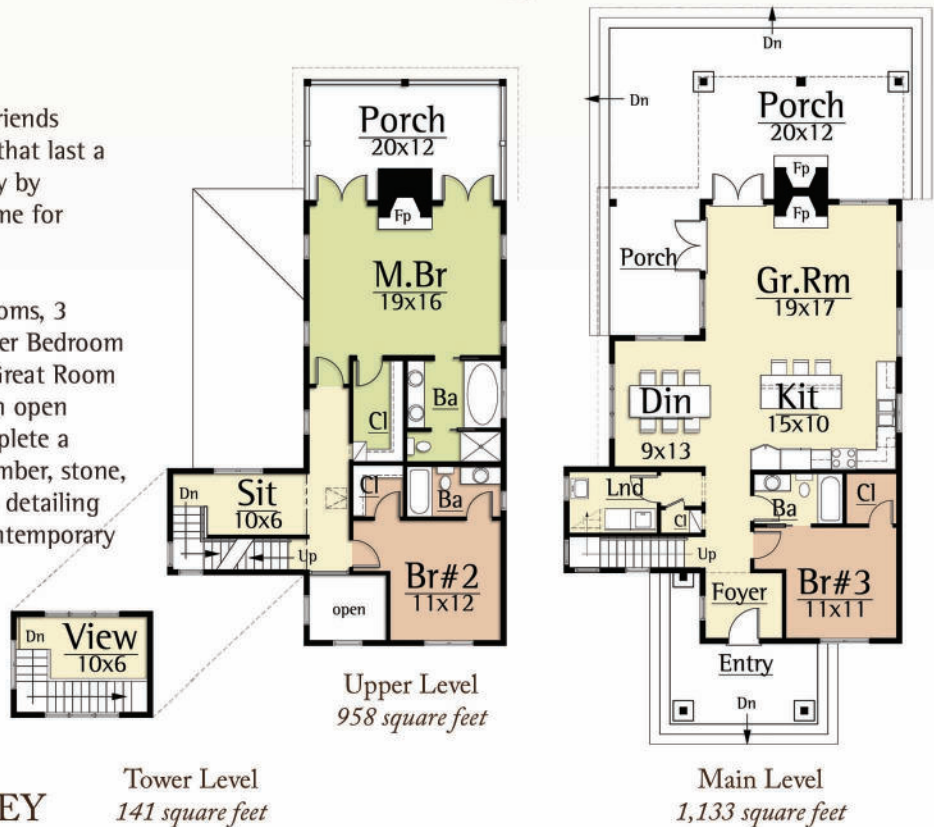 riends
that last a
y by
me for
oms, 3
er Bedroom
Great Room
n open
plete a
mber, stone,
detailing
ntemporary
Porch
20x12
Fp
M.Br
19x16
Cl
Ba
Dn
Sit
10x6
Cl
Ba
Up
Br#2
11x12
open
Upper Level
958 square feet
Dn
View
10x6
Tower Level
141 square feet
EY
Dn
Dn
Porch
20x12
Fp
Fp
Porch
Gr.Rm
19x17
Din
9x13
Kit
15x10
Lnd
Cl
Ba
Cl
Up
Br#3
11x11
Foyer
Entry
Dn
Main Level
1,133 square feet